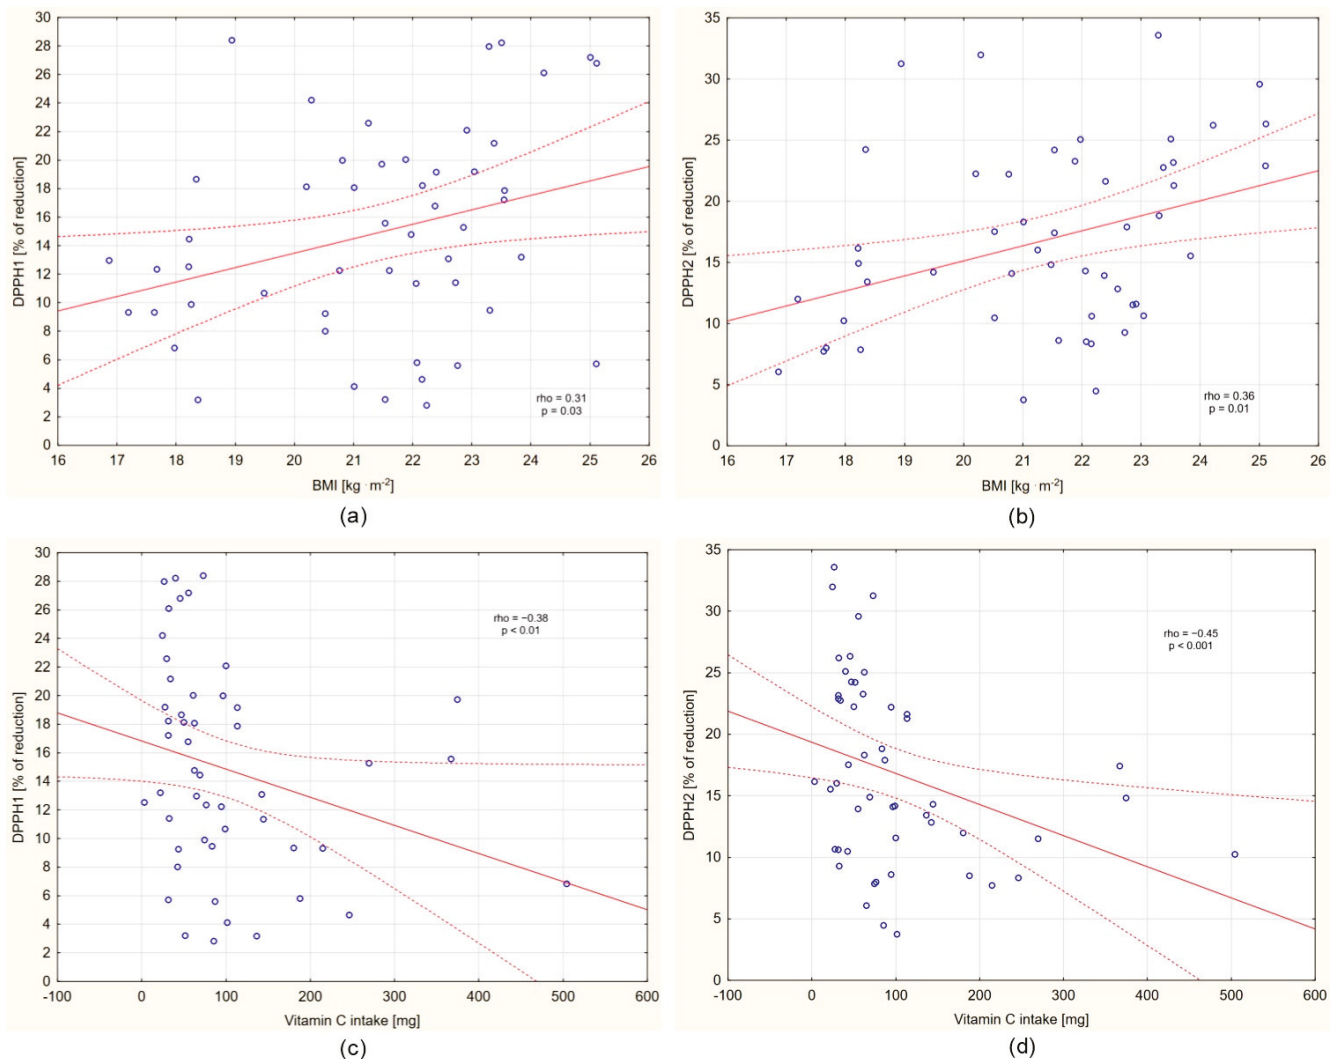 30
28
26
24
22
20
18
16
14
12
10
8
6
4
2
0
DPPH1 [% of reduction]
rho = 0.31
p = 0.03
16 17 18 19 20 21 22 23 24 25 26
BMI [kg · m⁻²]
(a)
35
30
25
20
15
10
5
0
DPPH2 [% of reduction]
rho = 0.36
p = 0.01
16 17 18 19 20 21 22 23 24 25 26
BMI [kg · m⁻²]
(b)
30
28
26
24
22
20
18
16
14
12
10
8
6
4
2
0
DPPH1 [% of reduction]
rho = −0.38
p < 0.01
-100 0 100 200 300 400 500 600
Vitamin C intake [mg]
(c)
35
30
25
20
15
10
5
0
DPPH2 [% of reduction]
rho = −0.45
p < 0.001
-100 0 100 200 300 400 500 600
Vitamin C intake [mg]
(d)